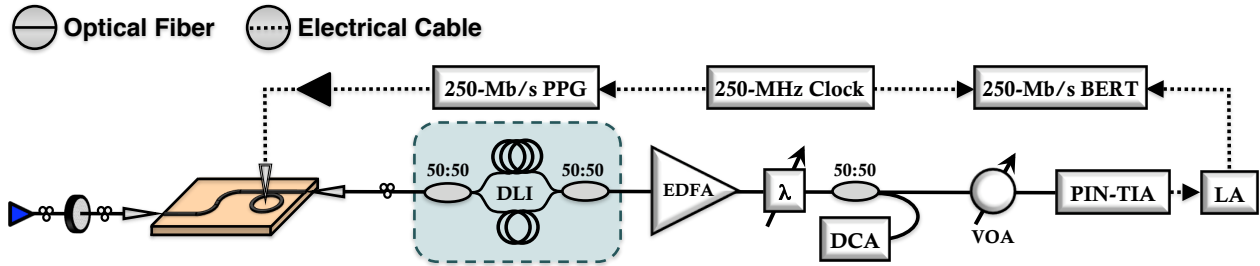 Optical Fiber
Electrical Cable
250-Mb/s PPG
250-MHz Clock
250-Mb/s BERT
50:50
DLI
50:50
EDFA
λ
50:50
DCA
VOA
PIN-TIA
LA